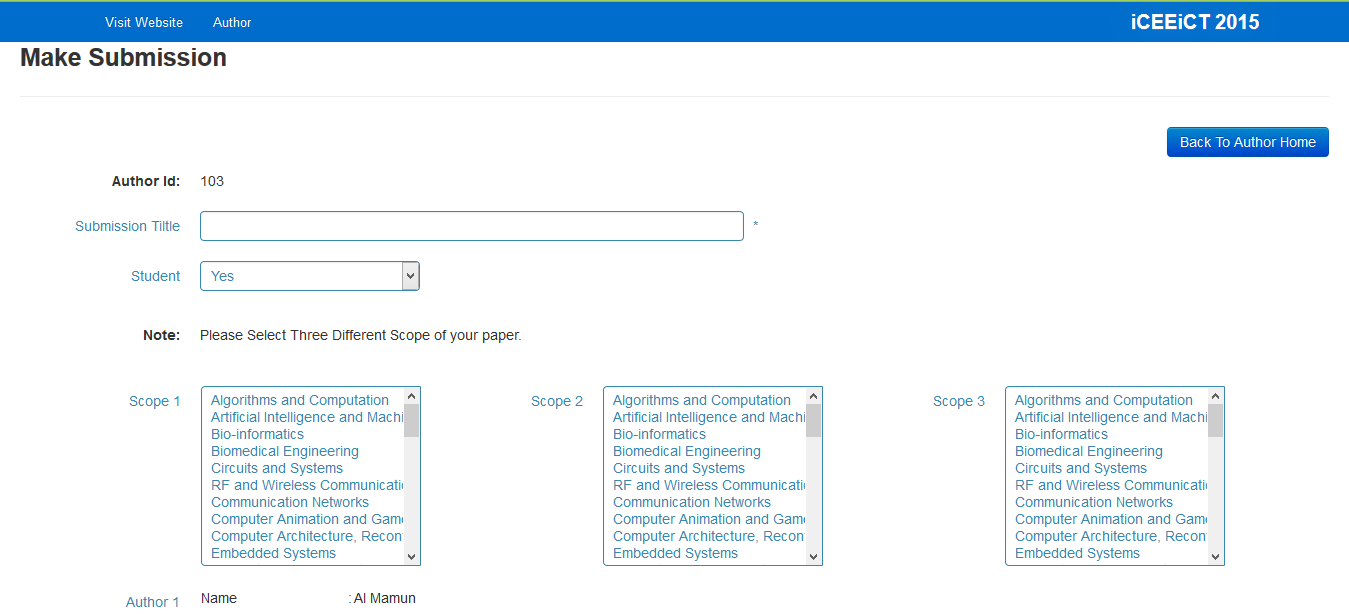 Visit Website Author iCEEiCT 2015
Make Submission
Back To Author Home
Author Id: 103
Submission Tiltle *
Student Yes
Note: Please Select Three Different Scope of your paper.
Scope 1
Algorithms and Computation
Artificial Intelligence and Machi
Bio-informatics
Biomedical Engineering
Circuits and Systems
RF and Wireless Communicati
Communication Networks
Computer Animation and Game
Computer Architecture, Recon
Embedded Systems
Scope 2
Algorithms and Computation
Artificial Intelligence and Machi
Bio-informatics
Biomedical Engineering
Circuits and Systems
RF and Wireless Communicati
Communication Networks
Computer Animation and Game
Computer Architecture, Recon
Embedded Systems
Scope 3
Algorithms and Computation
Artificial Intelligence and Machi
Bio-informatics
Biomedical Engineering
Circuits and Systems
RF and Wireless Communicati
Communication Networks
Computer Animation and Game
Computer Architecture, Recon
Embedded Systems
Author 1 Name : Al Mamun